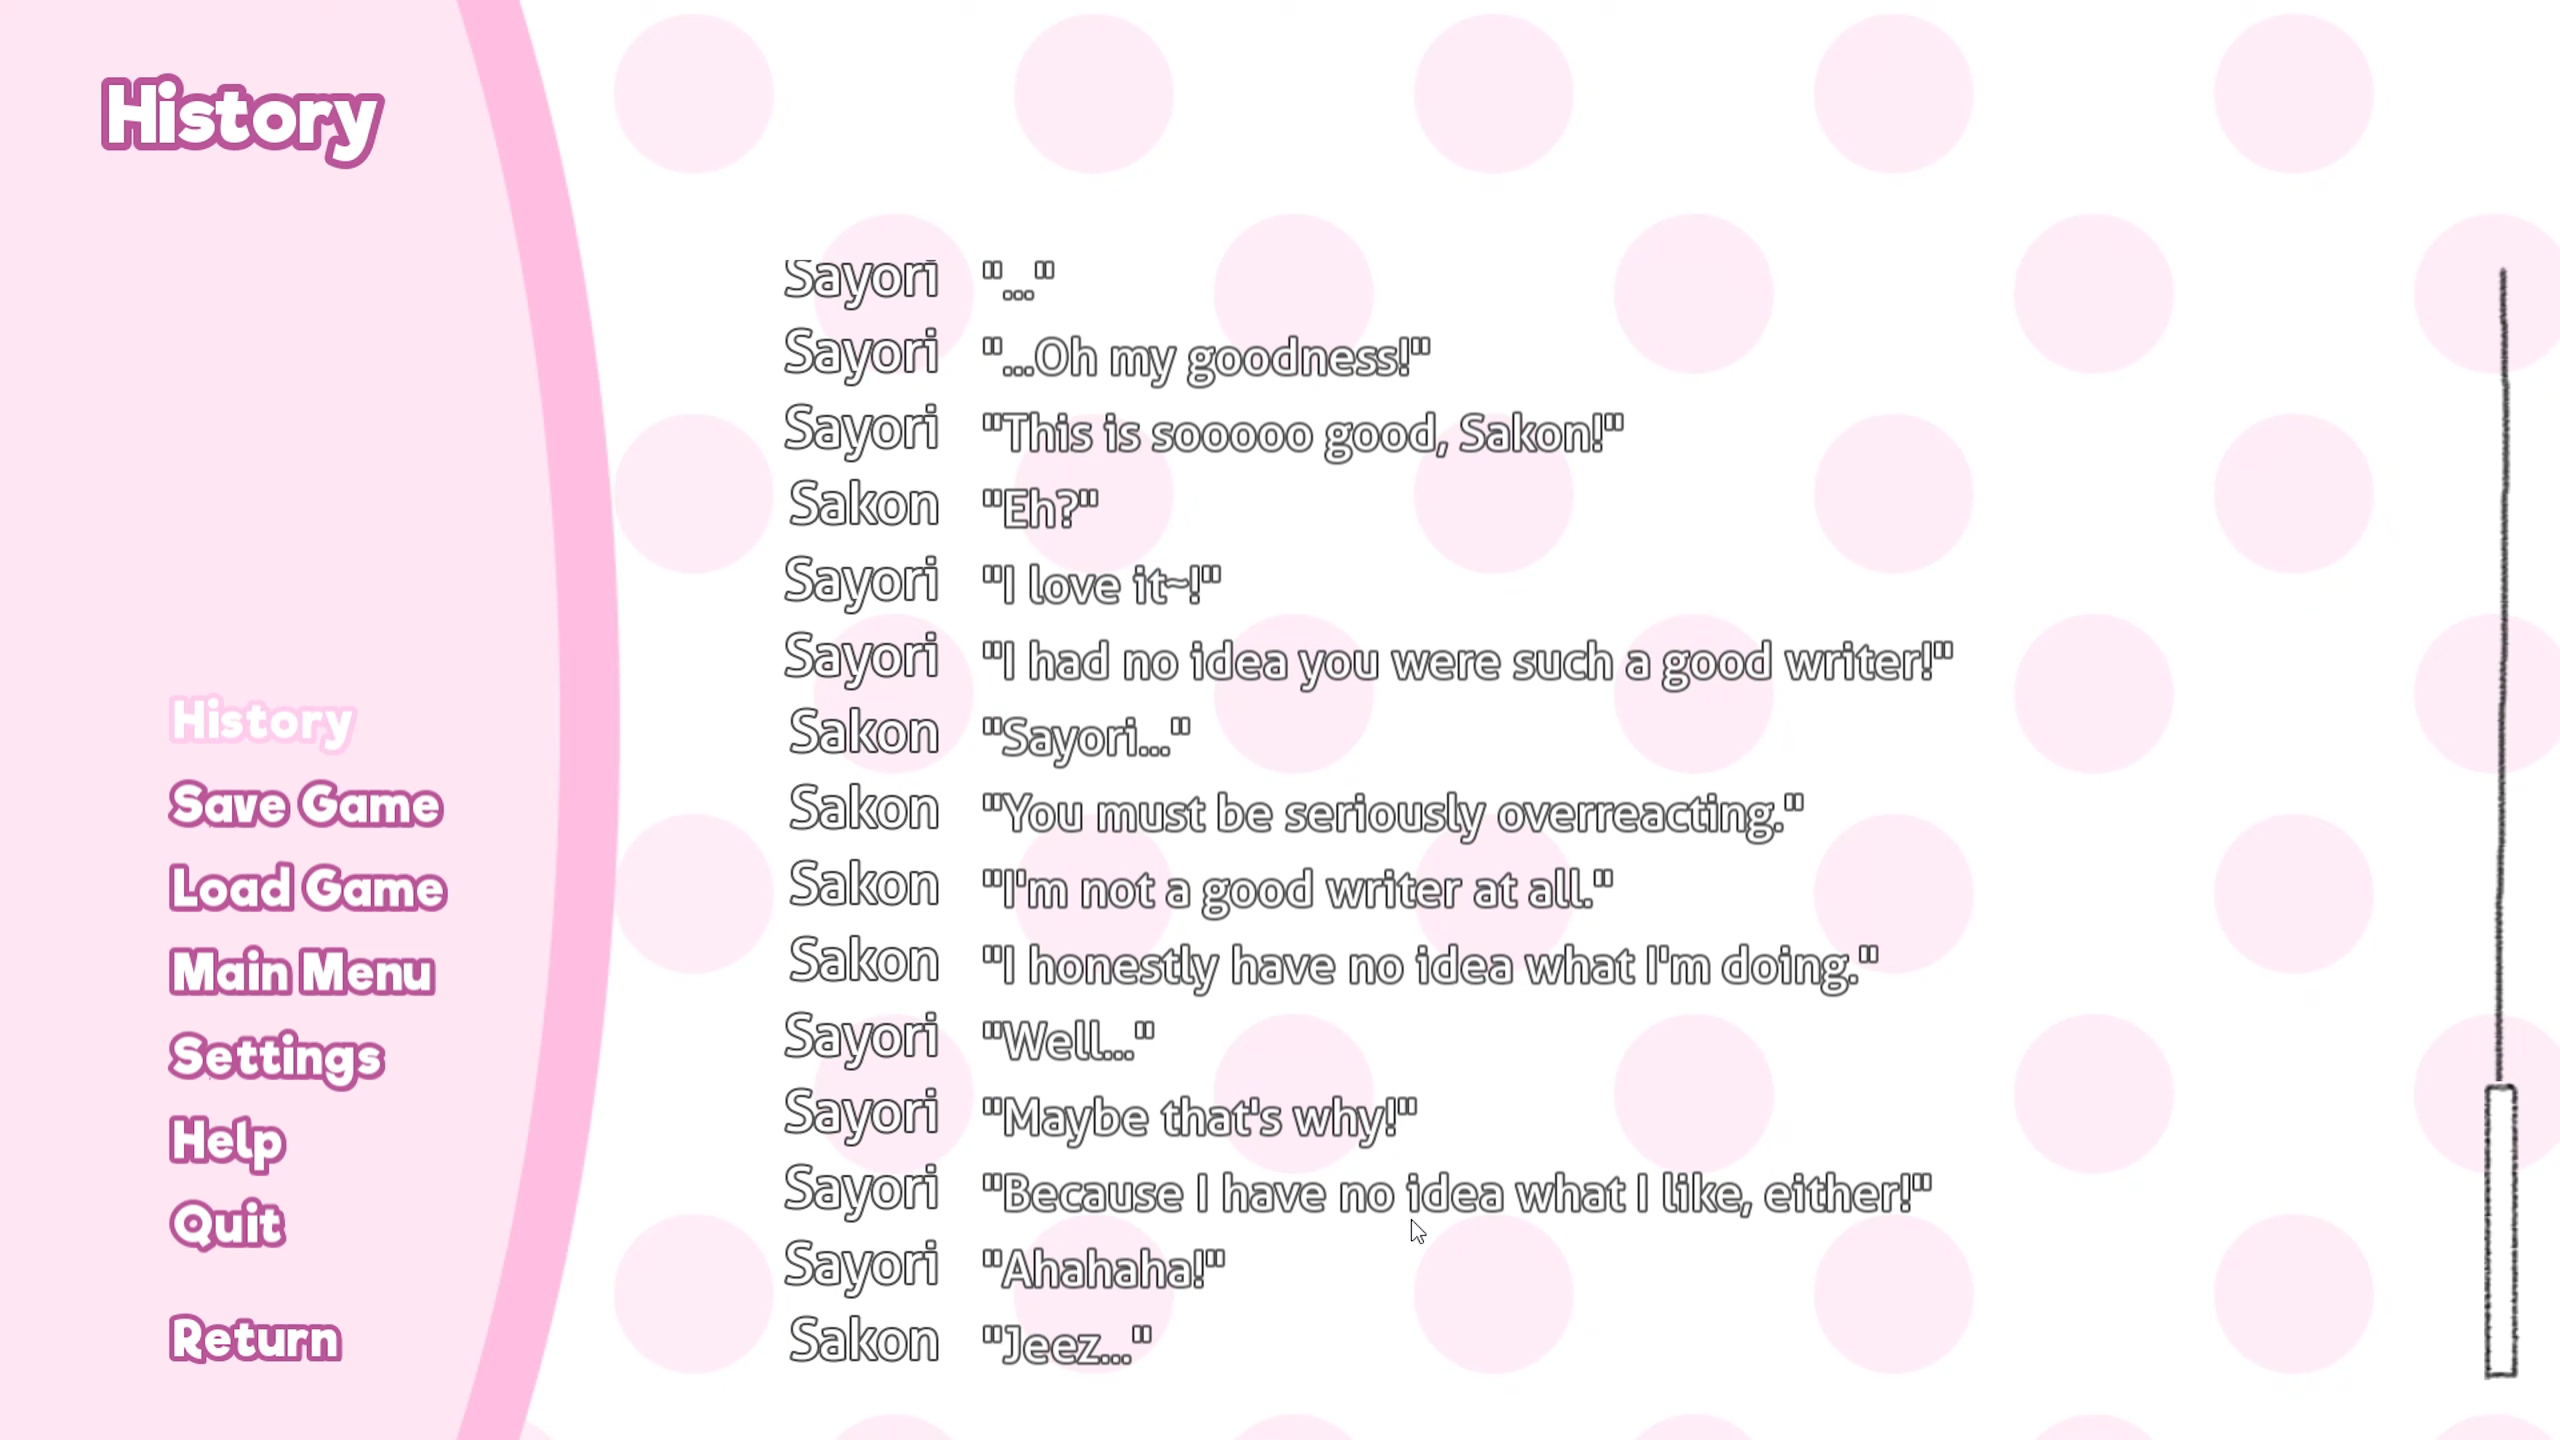 History
Sayori "..."
Sayori "...Oh my goodness!"
Sayori "This is sooooo good, Sakon!"
Sakon "Eh?"
Sayori "I love it~!"
Sayori "I had no idea you were such a good writer!"
Sakon "Sayori..."
Sakon "You must be seriously overreacting."
Sakon "I'm not a good writer at all."
Sakon "I honestly have no idea what I'm doing."
Sayori "Well..."
Sayori "Maybe that's why!"
Sayori "Because I have no idea what I like, either!"
Sayori "Ahahaha!"
Sakon "Jeez..."
History
Save Game
Load Game
Main Menu
Settings
Help
Quit
Return